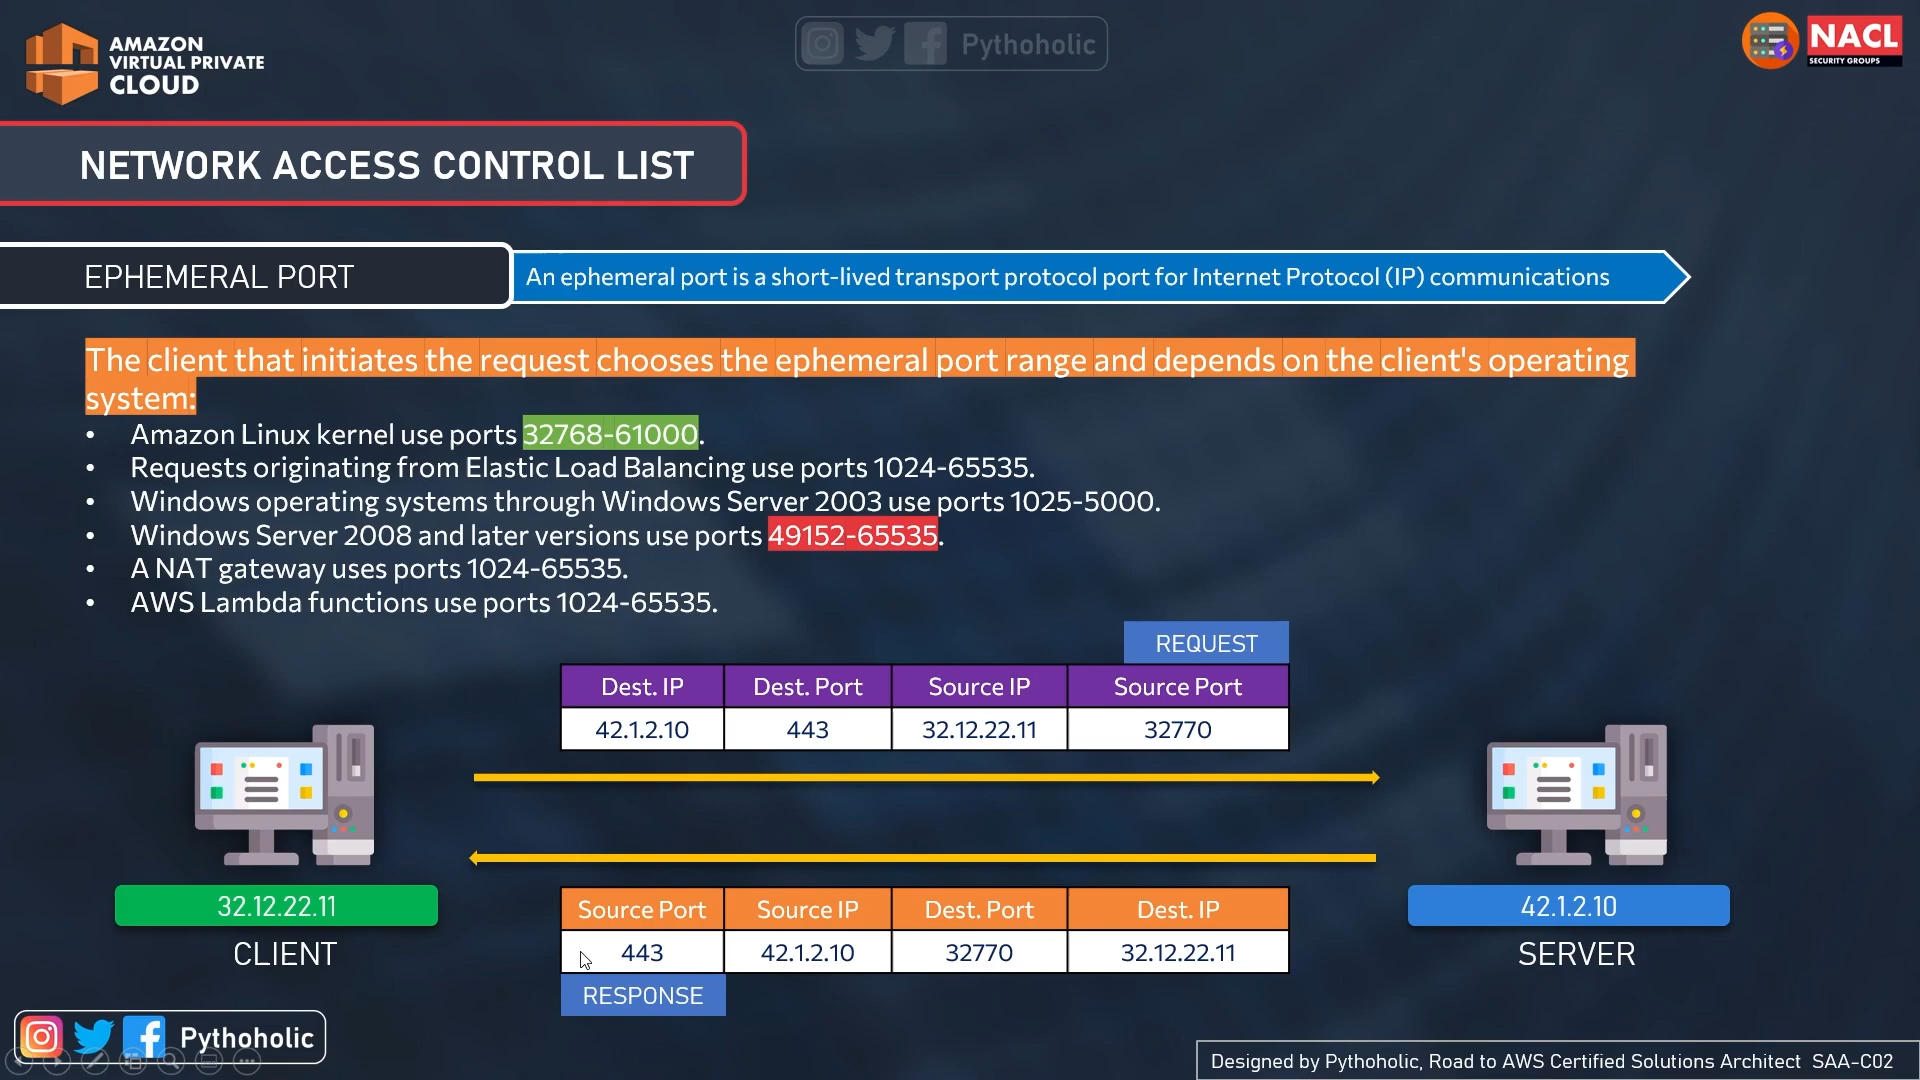 AMAZON
VIRTUAL PRIVATE
CLOUD
Pythoholic
NACL
SECURITY GROUPS
NETWORK ACCESS CONTROL LIST
EPHEMERAL PORT
An ephemeral port is a short-lived transport protocol port for Internet Protocol (IP) communications
The client that initiates the request chooses the ephemeral port range and depends on the client's operating
system:
• Amazon Linux kernel use ports 32768-61000.
• Requests originating from Elastic Load Balancing use ports 1024-65535.
• Windows operating systems through Windows Server 2003 use ports 1025-5000.
• Windows Server 2008 and later versions use ports 49152-65535.
• A NAT gateway uses ports 1024-65535.
• AWS Lambda functions use ports 1024-65535.
REQUEST
Dest. IP Dest. Port Source IP Source Port
42.1.2.10 443 32.12.22.11 32770
32.12.22.11
CLIENT
42.1.2.10
SERVER
Source Port Source IP Dest. Port Dest. IP
443 42.1.2.10 32770 32.12.22.11
RESPONSE
Pythoholic
Designed by Pythoholic, Road to AWS Certified Solutions Architect SAA-C02